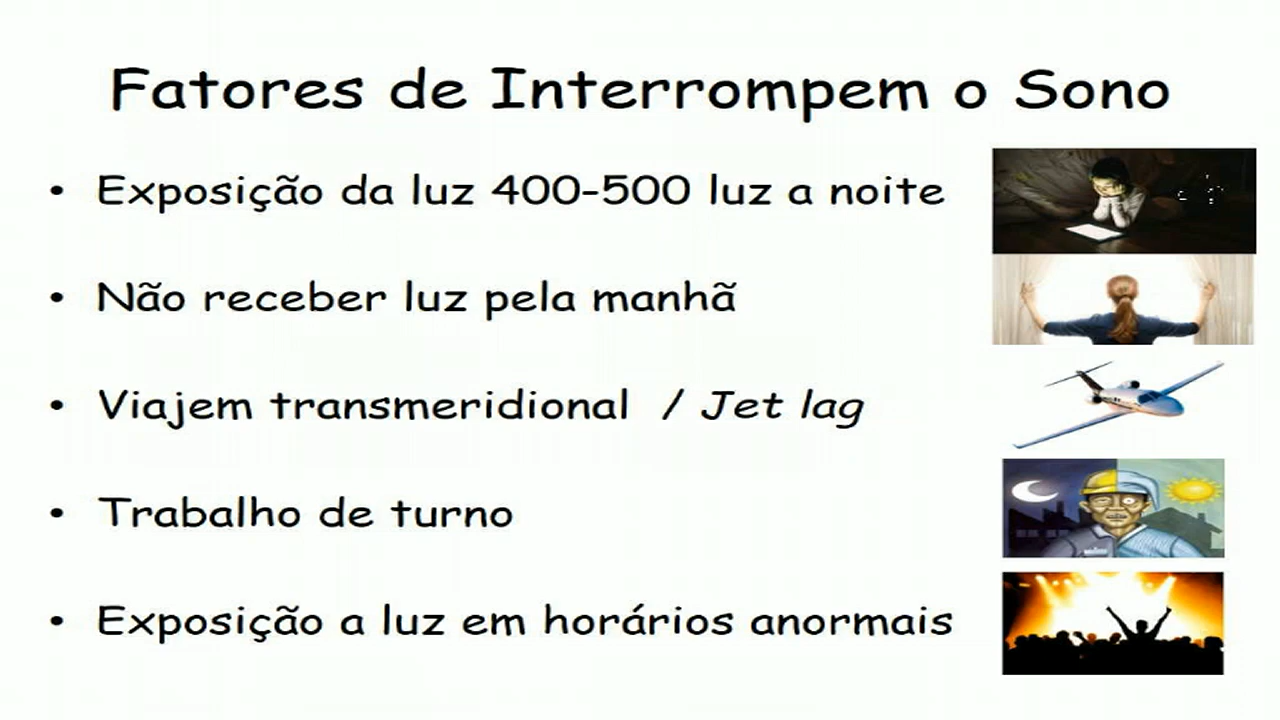 Fatores de Interrompem o Sono
• Exposição da luz 400-500 luz a noite
• Não receber luz pela manhã
• Viajem transmeridional / Jet lag
• Trabalho de turno
• Exposição a luz em horários anormais